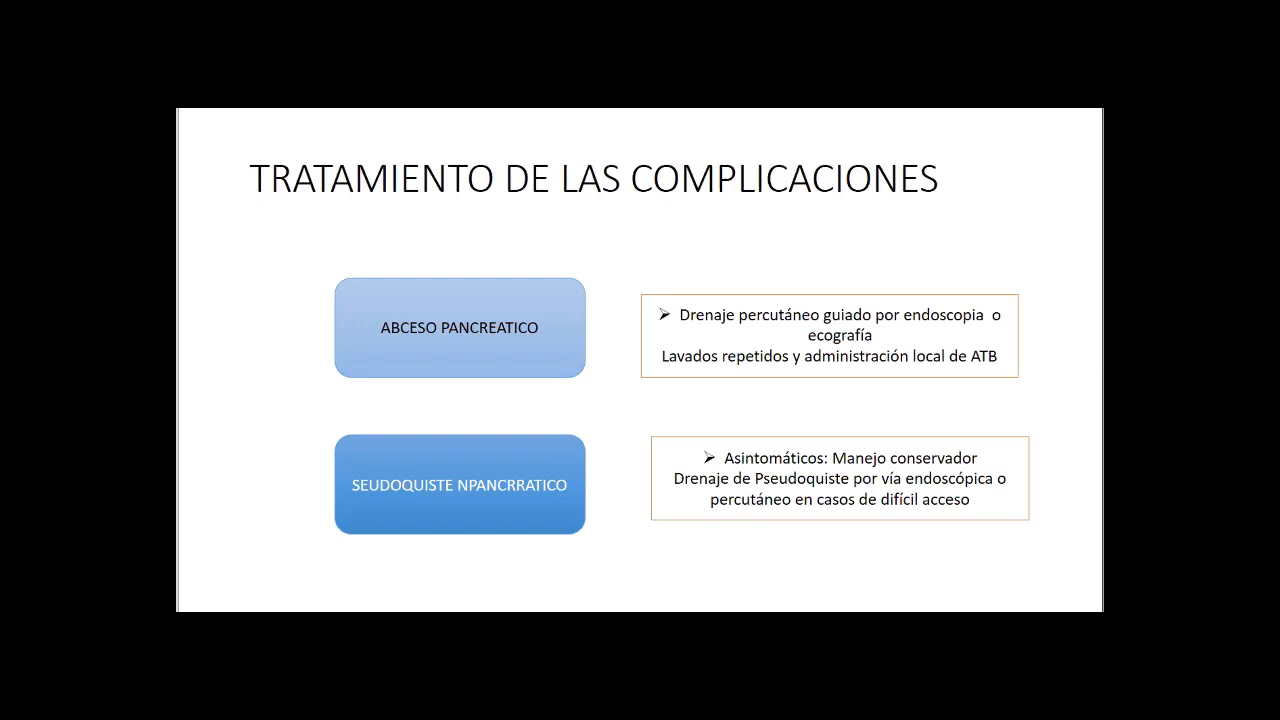 TRATAMIENTO DE LAS COMPLICACIONES
ABCESO PANCREATICO
➢ Drenaje percutáneo guiado por endoscopia  o
ecografía
Lavados repetidos y administración local de ATB
SEUDOQUISTE NPANCRRATICO
➢ Asintomáticos: Manejo conservador
Drenaje de Pseudoquiste por vía endoscópica o
percutáneo en casos de difícil acceso